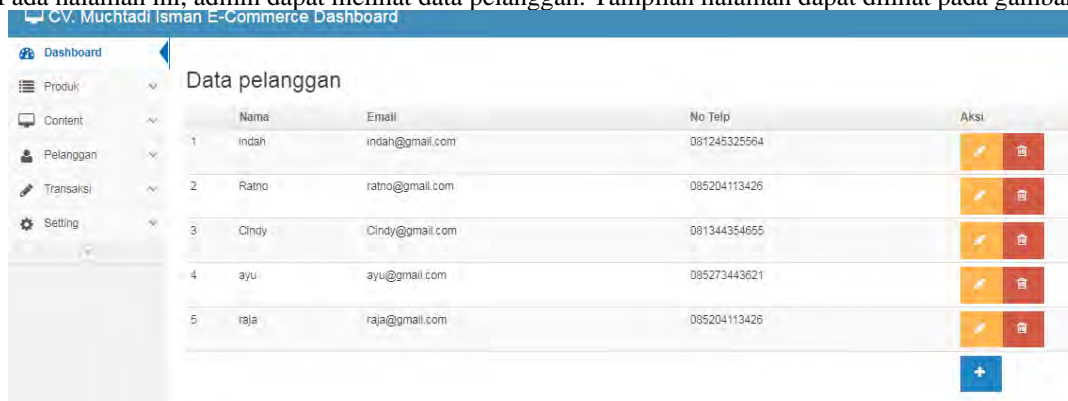 Pada halaman ini, admin dapat melihat data pelanggan. Tampilan halaman dapat dilihat pada gambar
CV. Muchtadi Isman E-Commerce Dashboard
Dashboard
Produk
Content
Pelanggan
Transaksi
Setting
Data pelanggan
Nama Email No Telp Aksi
1 indah indah@gmail.com 081245325564
2 Ratno ratno@gmail.com 085204113426
3 Cindy Cindy@gmail.com 081344354655
4 ayu ayu@gmail.com 085273443621
5 raja raja@gmail.com 085204113426